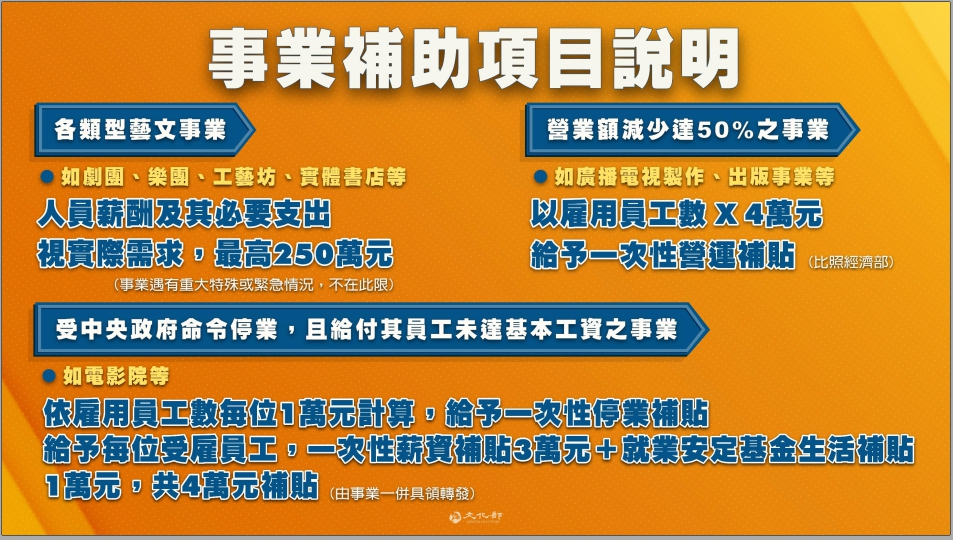 事業補助項目說明
各類型藝文事業
如劇團、樂團、工藝坊、實體書店等
人員薪酬及其必要支出
視實際需求，最高250萬元
（事業遇有重大特殊或緊急情況，不在此限）
營業額減少達50%之事業
如廣播電視製作、出版事業等
以雇用員工數 X 4萬元
給予一次性營運補貼（比照經濟部）
受中央政府命令停業，且給付其員工未達基本工資之事業
如電影院等
依雇用員工數每位1萬元計算，給予一次性停業補貼
給予每位受雇員工，一次性薪資補貼3萬元＋就業安定基金生活補貼
1萬元，共4萬元補貼（由事業一併具領轉發）
文化部